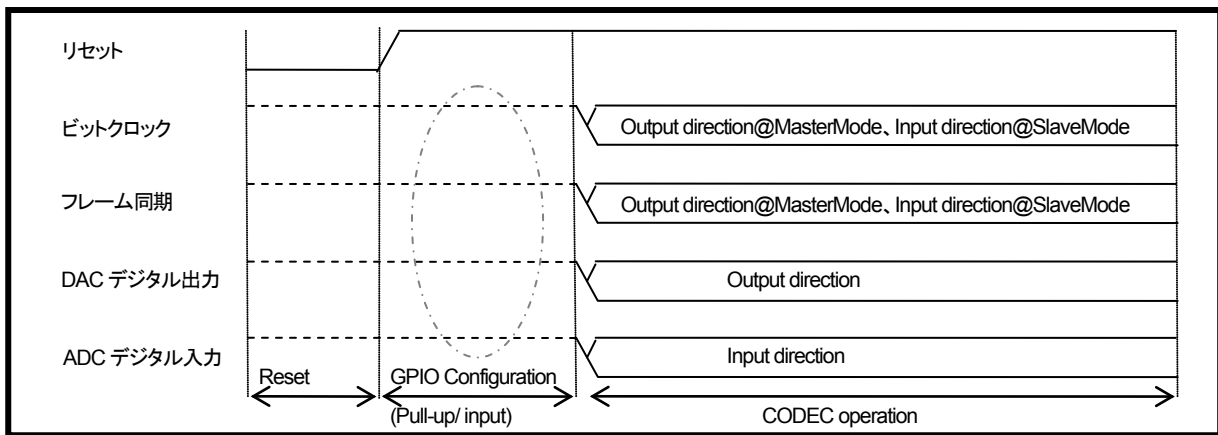 リセット
ビットクロック
Output direction@MasterMode、Input direction@SlaveMode
フレーム同期
Output direction@MasterMode、Input direction@SlaveMode
DAC デジタル出力
Output direction
ADC デジタル入力
Input direction
Reset
GPIO Configuration
(Pull-up/ input)
CODEC operation